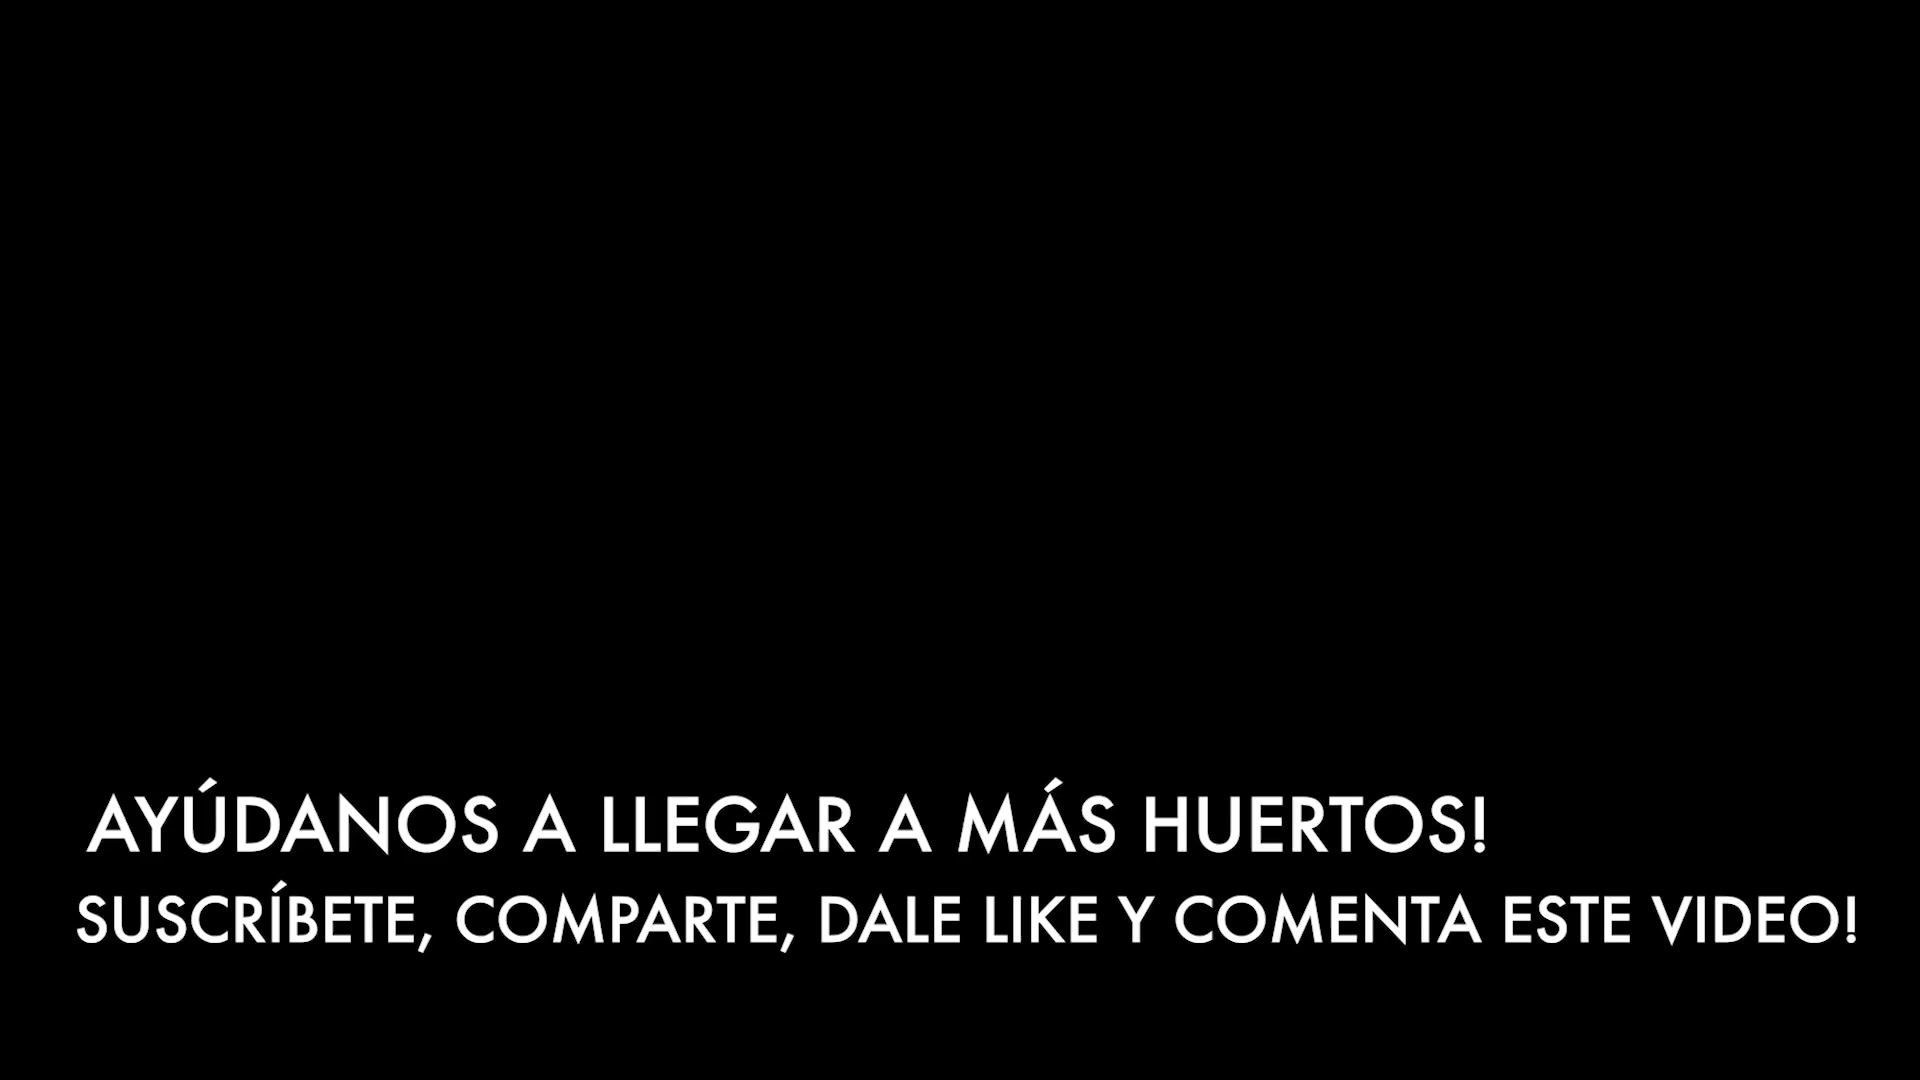 AYÚDANOS A LLEGAR A MÁS HUERTOS!
SUSCRÍBETE, COMPARTE, DALE LIKE Y COMENTA ESTE VIDEO!